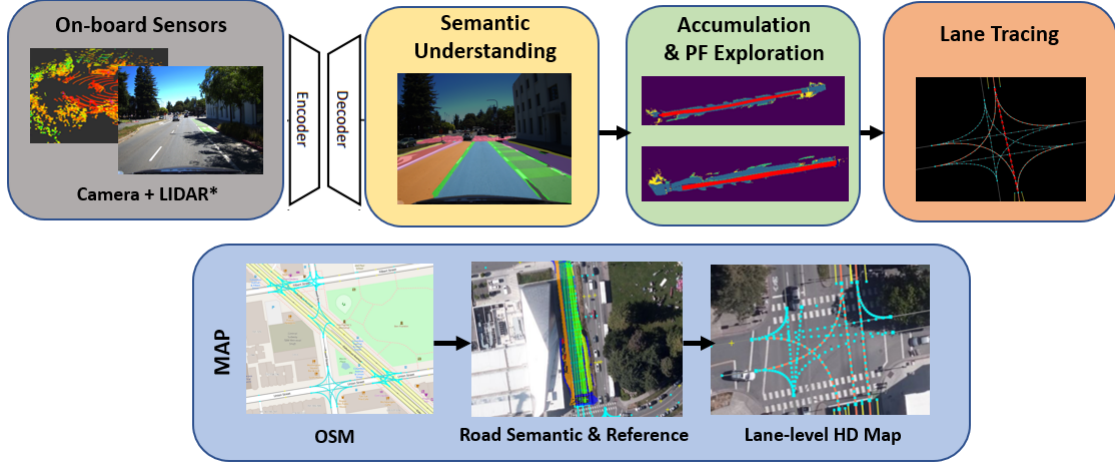 On-board Sensors
Camera + LIDAR*
Encoder
Decoder
Semantic
Understanding
Accumulation
& PF Exploration
Lane Tracing
MAP
OSM
Road Semantic & Reference
Lane-level HD Map